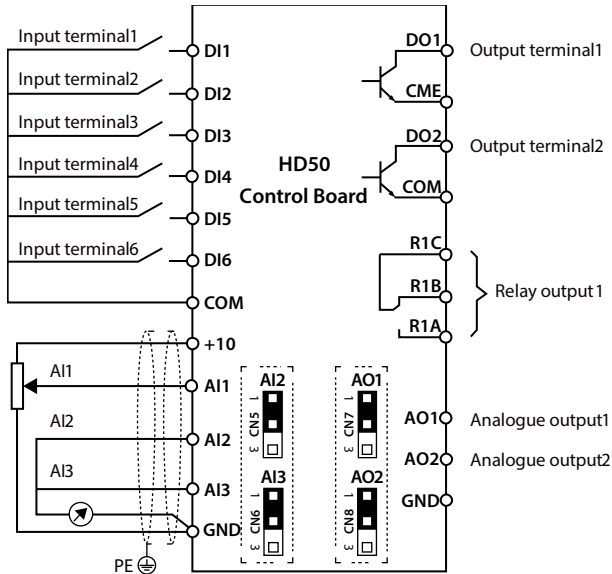 Input terminal1
Input terminal2
Input terminal3
Input terminal4
Input terminal5
Input terminal6
DI1
DI2
DI3
DI4
DI5
DI6
COM
+10
AI1
AI1
AI2
AI2
AI3
AI3
GND
PE
HD50
Control Board
AI2
1
CN5
3
AI3
1
CN6
3
AO1
1
CN7
3
AO2
1
CN8
3
DO1
Output terminal1
CME
DO2
Output terminal2
COM
R1C
R1B
R1A
Relay output1
AO1
Analogue output1
AO2
Analogue output2
GND